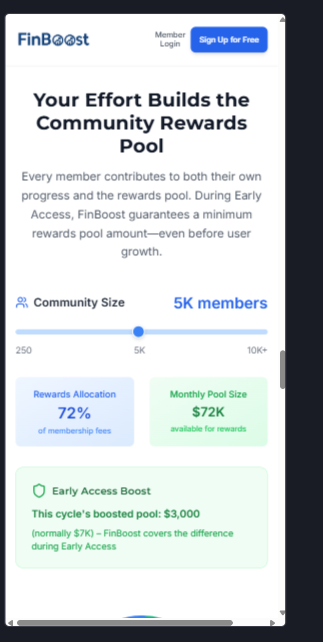 FinBoost
Member
Login
Sign Up for Free
Your Effort Builds the
Community Rewards
Pool
Every member contributes to both their own
progress and the rewards pool. During Early
Access, FinBoost guarantees a minimum
rewards pool amount—even before user
growth.
Community Size
5K members
250
5K
10K+
Rewards Allocation
72%
of membership fees
Monthly Pool Size
$72K
available for rewards
Early Access Boost
This cycle's boosted pool: $3,000
(normally $7K) – FinBoost covers the difference
during Early Access